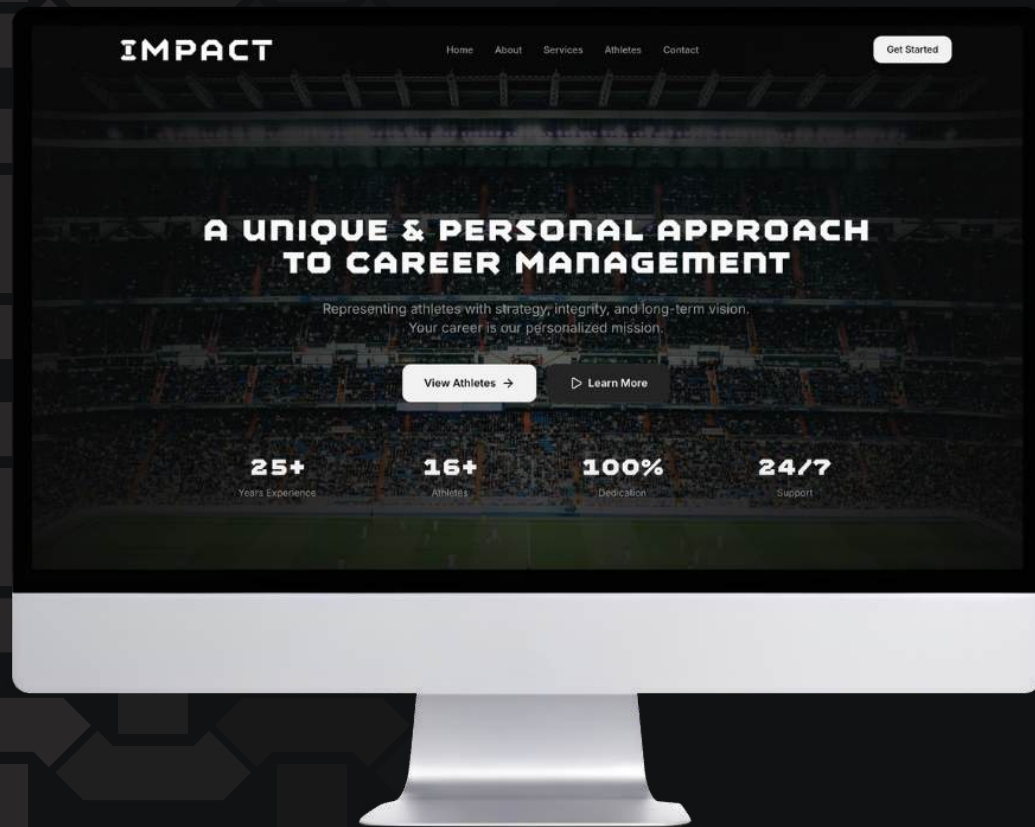 IMPACT
Home About Services Athletes Contact
Get Started
A UNIQUE & PERSONAL APPROACH
TO CAREER MANAGEMENT
Representing athletes with strategy, integrity, and long-term vision.
Your career is our personalized mission.
View Athletes →
Learn More
25+ 16+ 100% 24/7
Years Experience Athletes Dedication Support